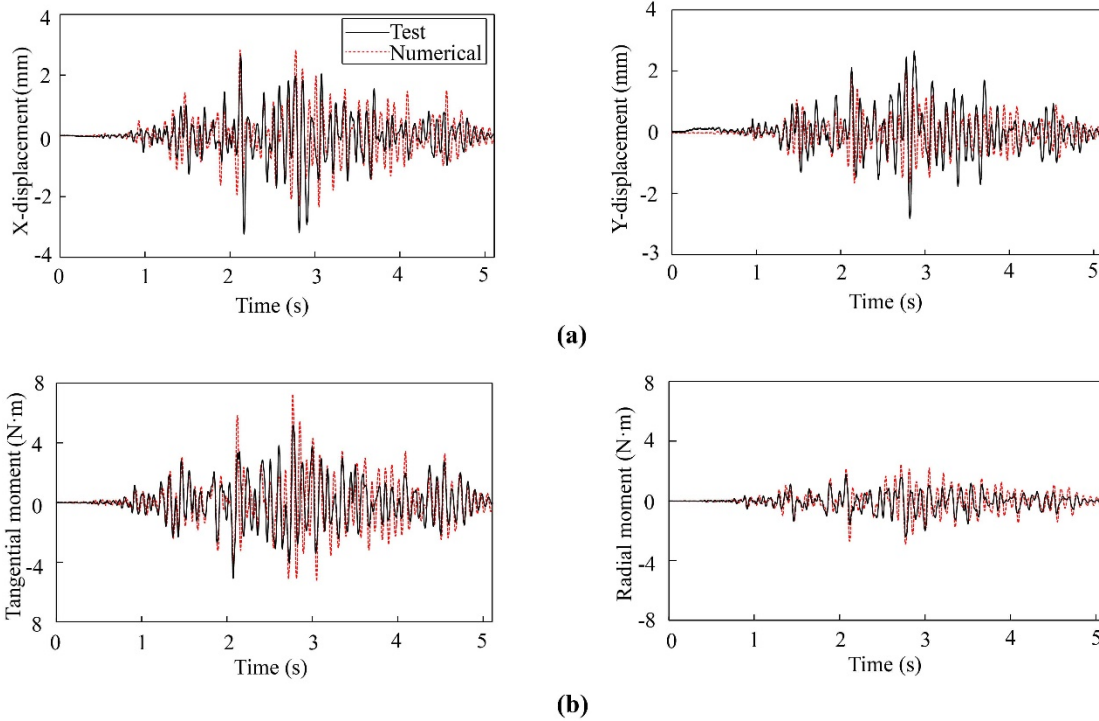 4
2
0
-2
-4
X-displacement (mm)
Test
Numerical
0 1 2 3 4 5
Time (s)
4
2
0
-2
-3
Y-displacement (mm)
0 1 2 3 4 5
Time (s)
(a)
8
4
0
-4
8
Tangential moment (N·m)
0 1 2 3 4 5
Time (s)
8
4
0
-4
-8
Radial moment (N·m)
0 1 2 3 4 5
Time (s)
(b)